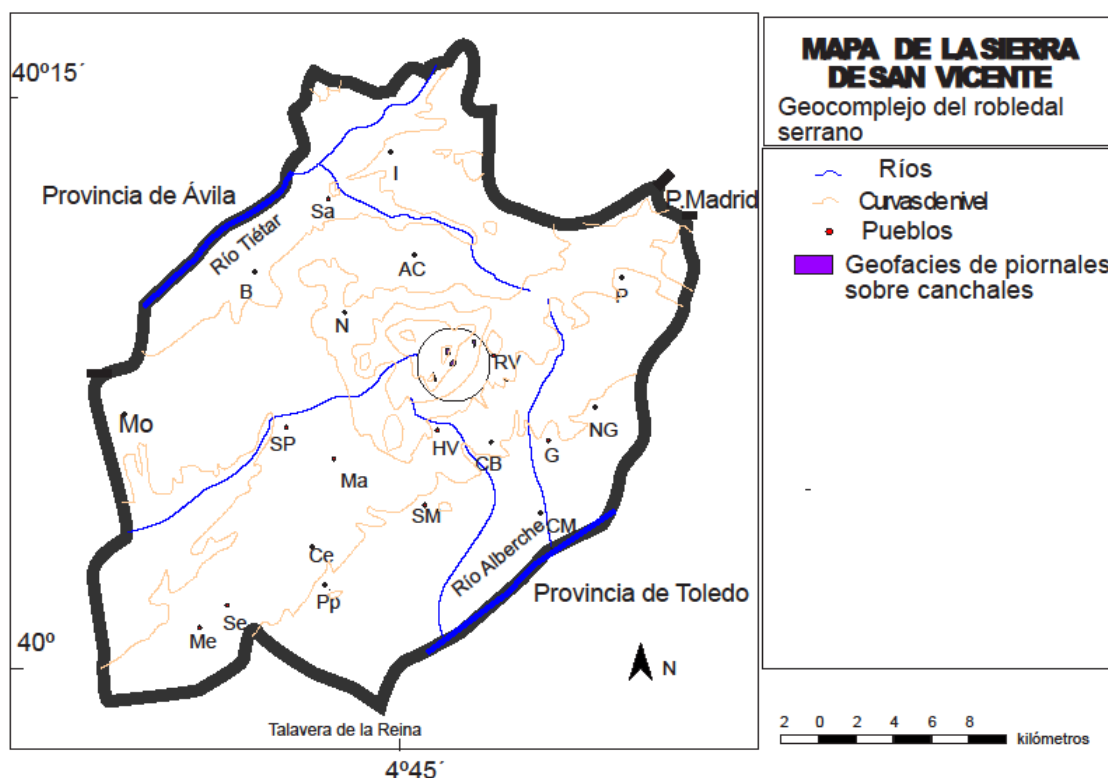 MAPA DE LA SIERRA
DE SAN VICENTE
Geocomplejo del robledal
serrano
Ríos
Curvas de nivel
Pueblos
Geofacies de piornales
sobre canchales
40º15´
Provincia de Ávila
P.Madrid
I
Sa
Río Tiétar
AC
B
P
N
RV
Mo
SP
HV
CB
G
NG
Ma
SM
CM
Ce
Río Alberche
Pp
Provincia de Toledo
Se
Me
40º
N
Talavera de la Reina
4º45´
2 0 2 4 6 8
kilómetros